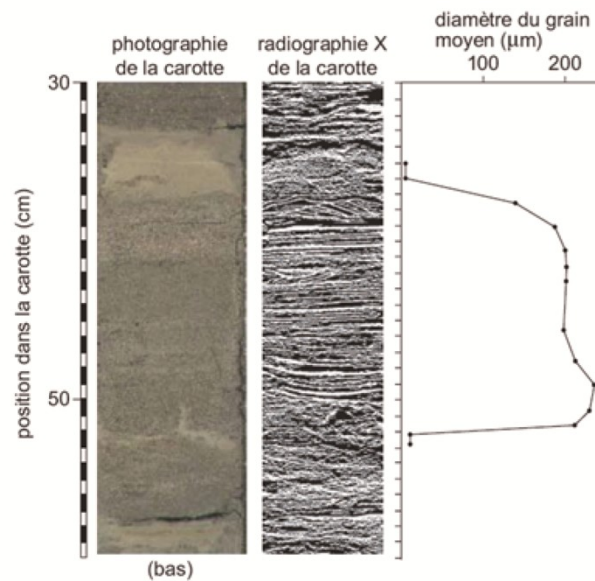 photographie
de la carotte
radiographie X
de la carotte
diamètre du grain
moyen (μm)
100
200
30
50
position dans la carotte (cm)
(bas)